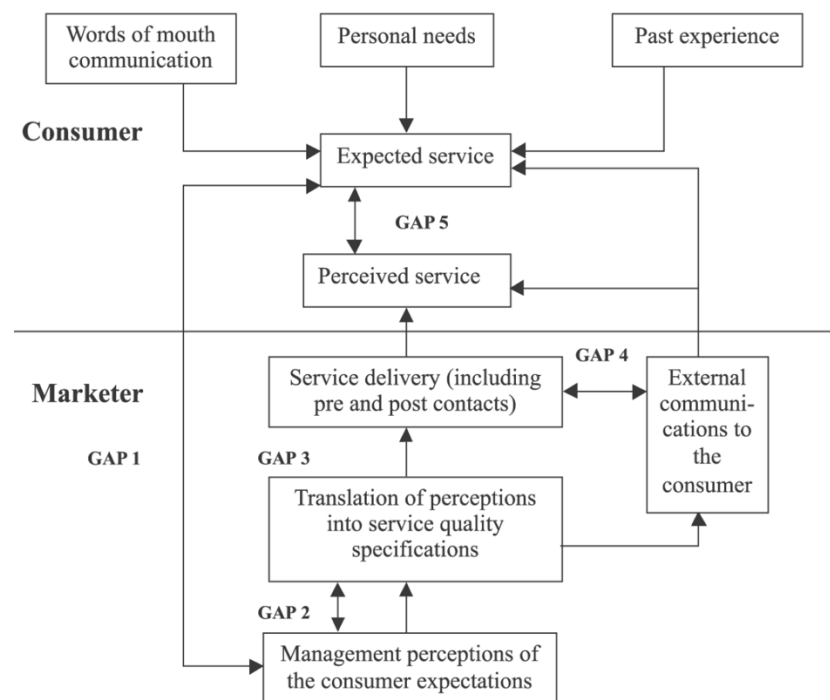 Words of mouth
communication
Personal needs
Past experience
Consumer
Expected service
GAP 5
Perceived service
GAP 4
Marketer
Service delivery (including
pre and post contacts)
External
communi-
cations to
the
consumer
GAP 1
GAP 3
Translation of perceptions
into service quality
specifications
GAP 2
Management perceptions of
the consumer expectations